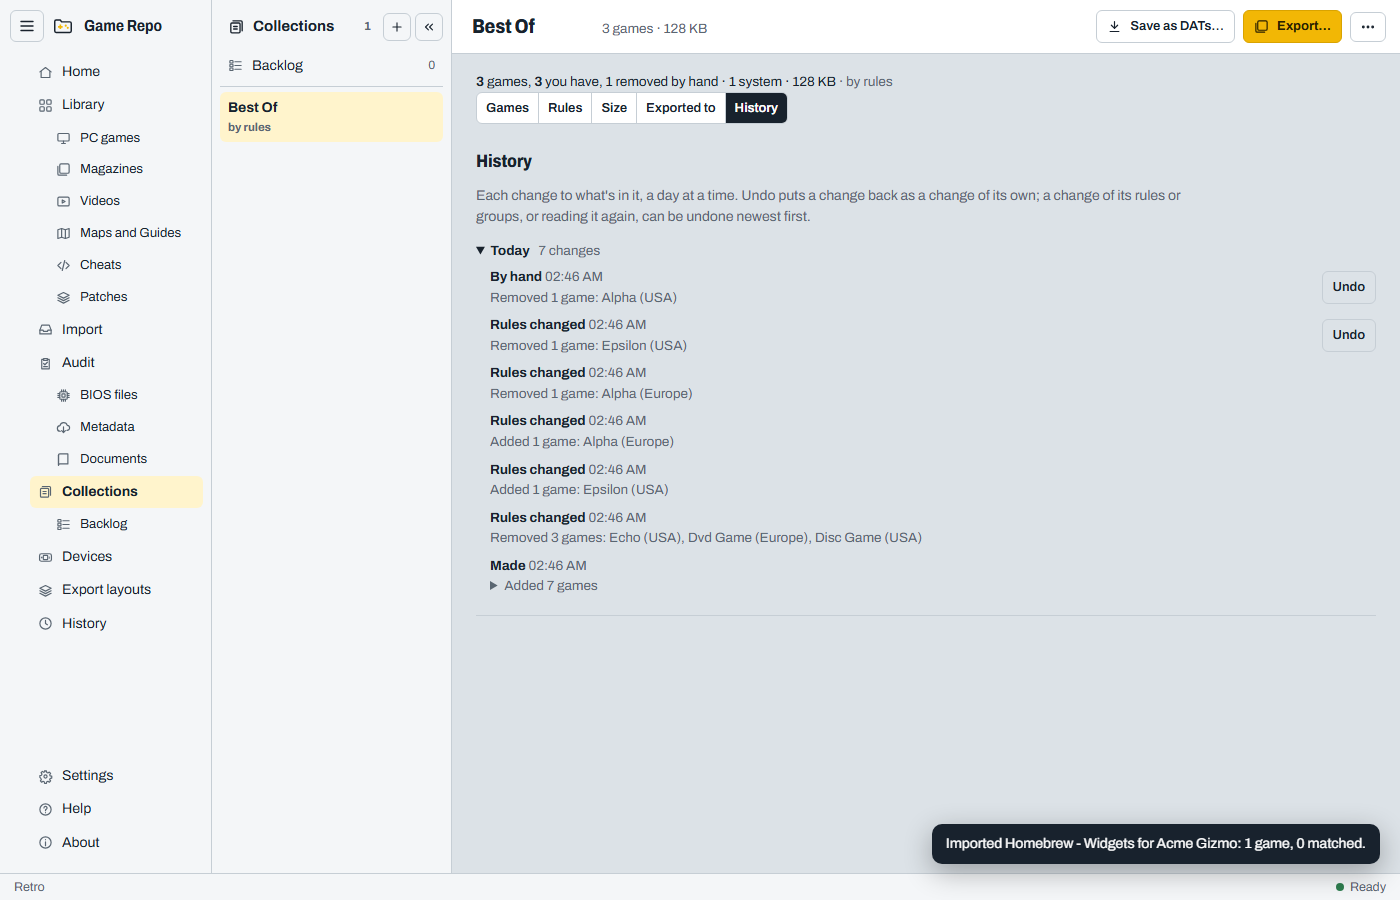 Game Repo
Home
Library
PC games
Magazines
Videos
Maps and Guides
Cheats
Patches
Import
Audit
BIOS files
Metadata
Documents
Collections
Backlog
Devices
Export layouts
History
Settings
Help
About
Collections 1
Backlog 0
Best Of
by rules
Best Of 3 games · 128 KB
Save as DATs...
Export...
3 games, 3 you have, 1 removed by hand · 1 system · 128 KB · by rules
Games Rules Size Exported to History
History
Each change to what's in it, a day at a time. Undo puts a change back as a change of its own; a change of its rules or
groups, or reading it again, can be undone newest first.
Today 7 changes
By hand 02:46 AM
Removed 1 game: Alpha (USA)
Undo
Rules changed 02:46 AM
Removed 1 game: Epsilon (USA)
Undo
Rules changed 02:46 AM
Removed 1 game: Alpha (Europe)
Rules changed 02:46 AM
Added 1 game: Alpha (Europe)
Rules changed 02:46 AM
Added 1 game: Epsilon (USA)
Rules changed 02:46 AM
Removed 3 games: Echo (USA), Dvd Game (Europe), Disc Game (USA)
Made 02:46 AM
Added 7 games
Imported Homebrew - Widgets for Acme Gizmo: 1 game, 0 matched.
Retro
Ready